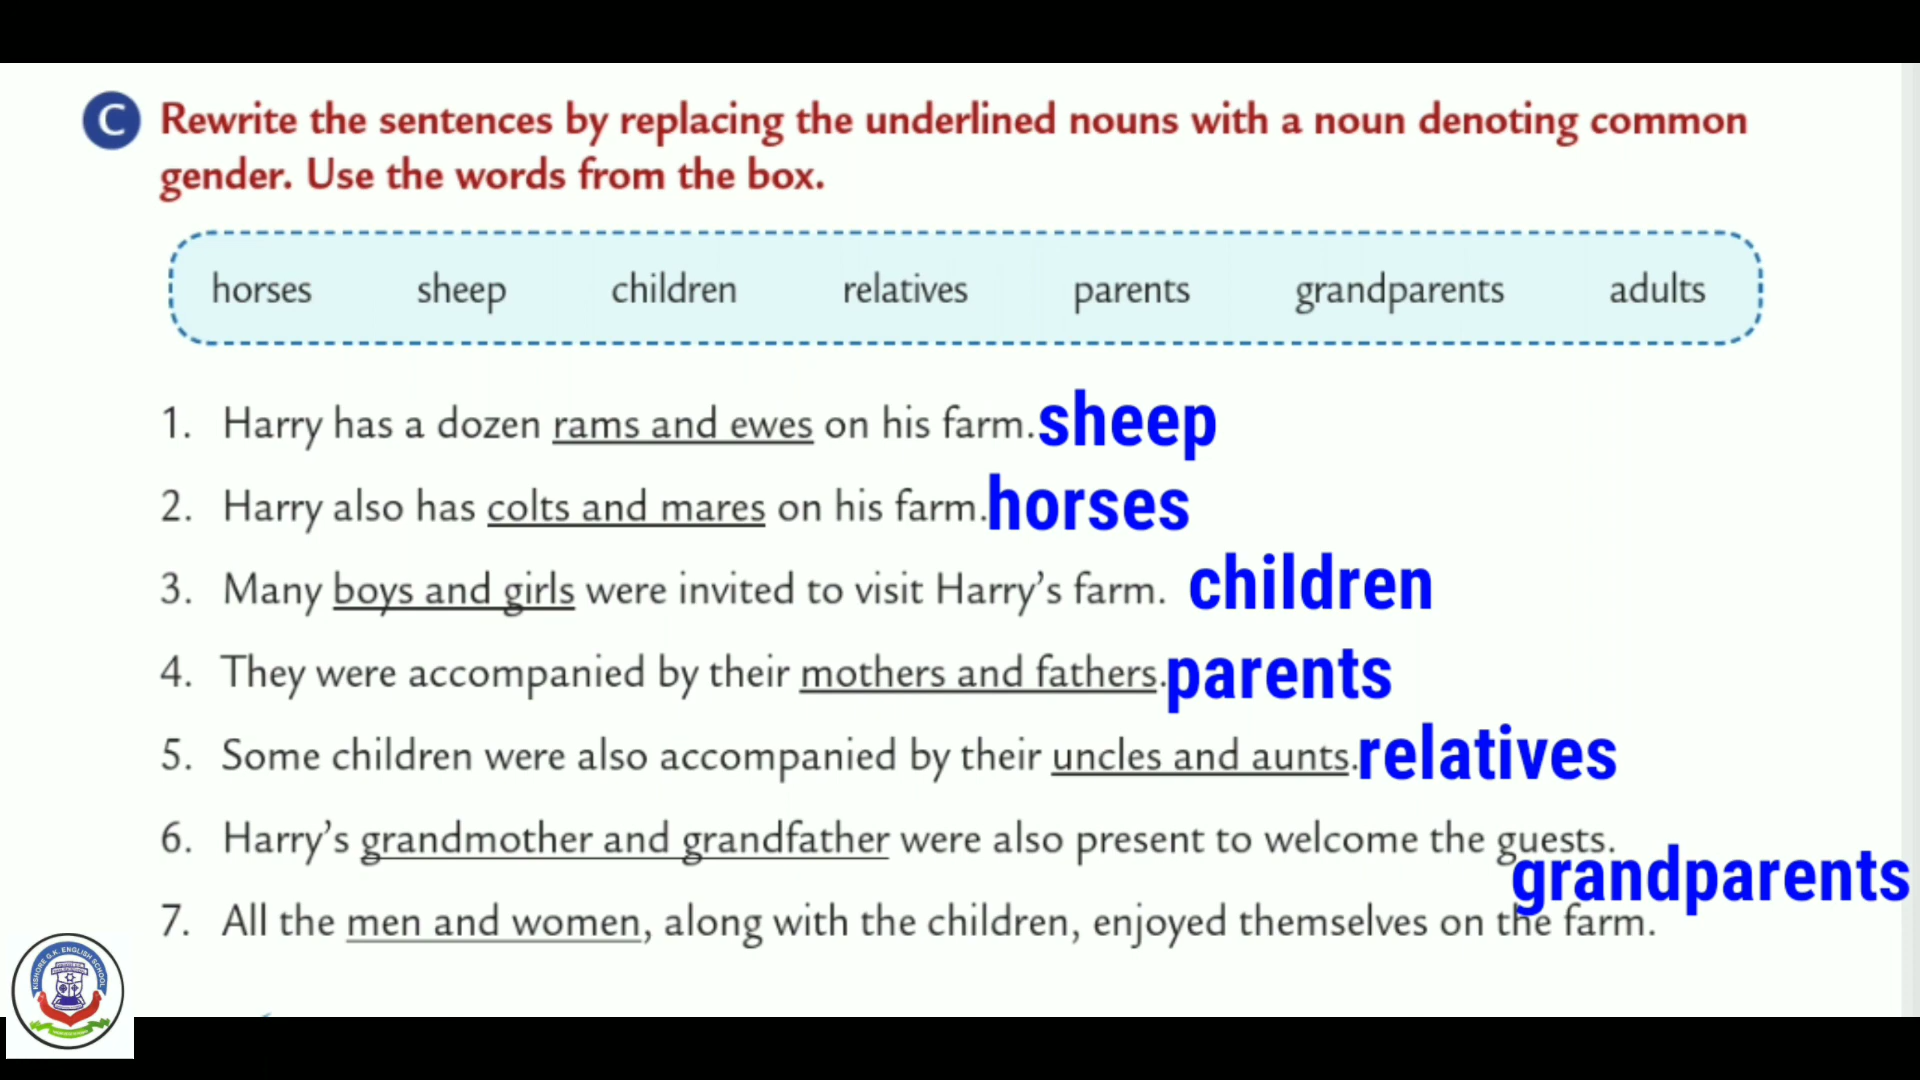 C Rewrite the sentences by replacing the underlined nouns with a noun denoting common
gender. Use the words from the box.
horses sheep children relatives parents grandparents adults
1. Harry has a dozen rams and ewes on his farm. sheep
2. Harry also has colts and mares on his farm. horses
3. Many boys and girls were invited to visit Harry's farm. children
4. They were accompanied by their mothers and fathers. parents
5. Some children were also accompanied by their uncles and aunts. relatives
6. Harry's grandmother and grandfather were also present to welcome the guests.
grandparents
7. All the men and women, along with the children, enjoyed themselves on the farm.
KISHORE G.K. ENGLISH SCHOOL